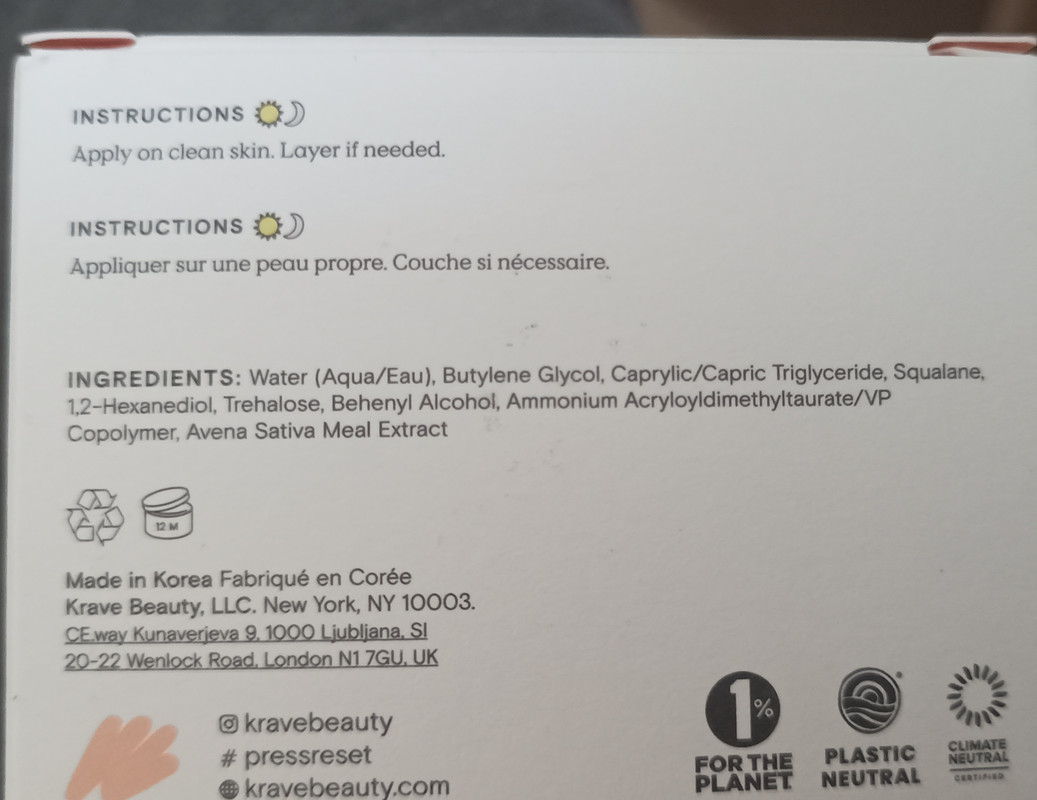 INSTRUCTIONS
Apply on clean skin. Layer if needed.
INSTRUCTIONS
Appliquer sur une peau propre. Couche si nécessaire.
INGREDIENTS: Water (Aqua/Eau), Butylene Glycol, Caprylic/Capric Triglyceride, Squalane,
1,2-Hexanediol, Trehalose, Behenyl Alcohol, Ammonium Acryloyldimethyltaurate/VP
Copolymer, Avena Sativa Meal Extract
12 M
Made in Korea Fabriqué en Corée
Krave Beauty, LLC. New York, NY 10003.
CE.way Kunaverjeva 9, 1000 Ljubljana, SI
20-22 Wenlock Road, London N1 7GU, UK
kravebeauty
# pressreset
kravebeauty.com
1%
FOR THE
PLANET
PLASTIC
NEUTRAL
CLIMATE
NEUTRAL
CERTIFIED